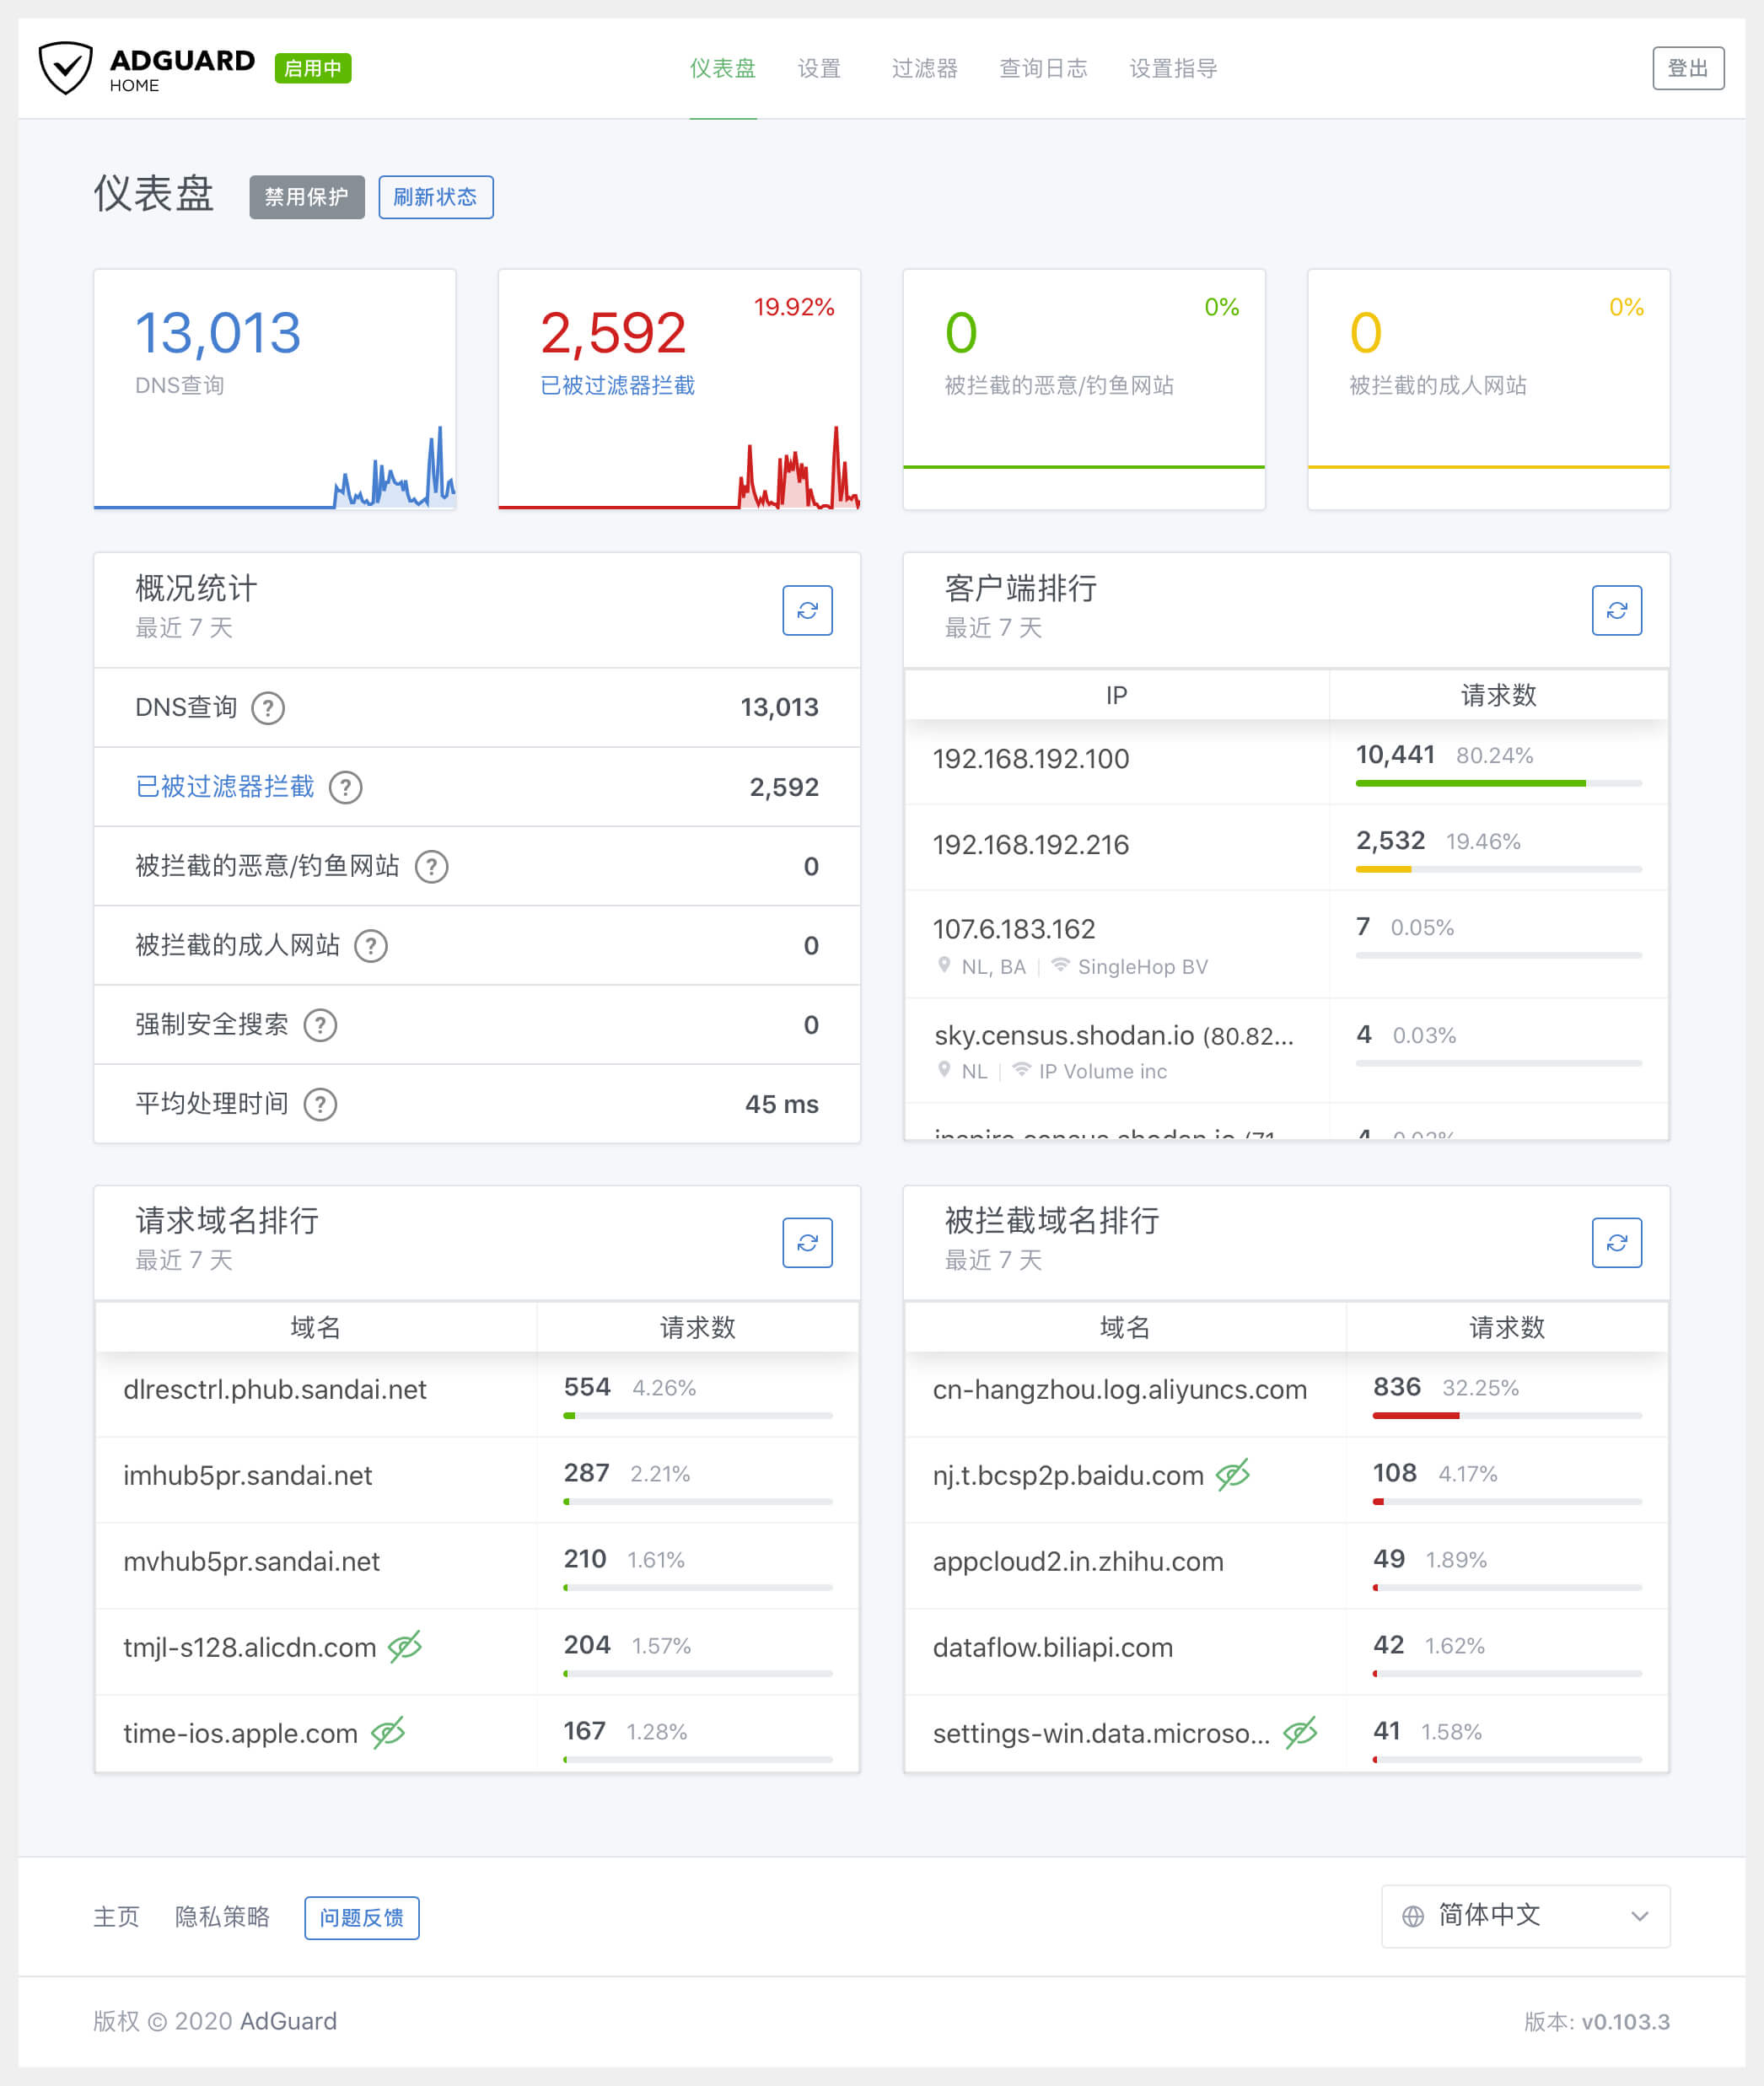 ADGUARD
HOME
启用中
仪表盘
设置
过滤器
查询日志
设置指导
登出
仪表盘
禁用保护
刷新状态
13,013
DNS查询
2,592
19.92%
已被过滤器拦截
0
0%
被拦截的恶意/钓鱼网站
0
0%
被拦截的成人网站
概况统计
最近 7 天
DNS查询 ?
13,013
已被过滤器拦截 ?
2,592
被拦截的恶意/钓鱼网站 ?
0
被拦截的成人网站 ?
0
强制安全搜索 ?
0
平均处理时间 ?
45 ms
客户端排行
最近 7 天
IP
请求数
192.168.192.100
10,441 80.24%
192.168.192.216
2,532 19.46%
107.6.183.162
NL, BA | SingleHop BV
7 0.05%
sky.census.shodan.io (80.82...
NL | IP Volume inc
4 0.03%
census.shodan.io (71
4 0.03%
请求域名排行
最近 7 天
域名
请求数
dlresctrl.phub.sandai.net
554 4.26%
imhub5pr.sandai.net
287 2.21%
mvhub5pr.sandai.net
210 1.61%
tmjl-s128.alicdn.com
204 1.57%
time-ios.apple.com
167 1.28%
被拦截域名排行
最近 7 天
域名
请求数
cn-hangzhou.log.aliyuncs.com
836 32.25%
nj.t.bcsp2p.baidu.com
108 4.17%
appcloud2.in.zhihu.com
49 1.89%
dataflow.biliapi.com
42 1.62%
settings-win.data.microso...
41 1.58%
主页
隐私策略
问题反馈
简体中文
版权 © 2020 AdGuard
版本: v0.103.3